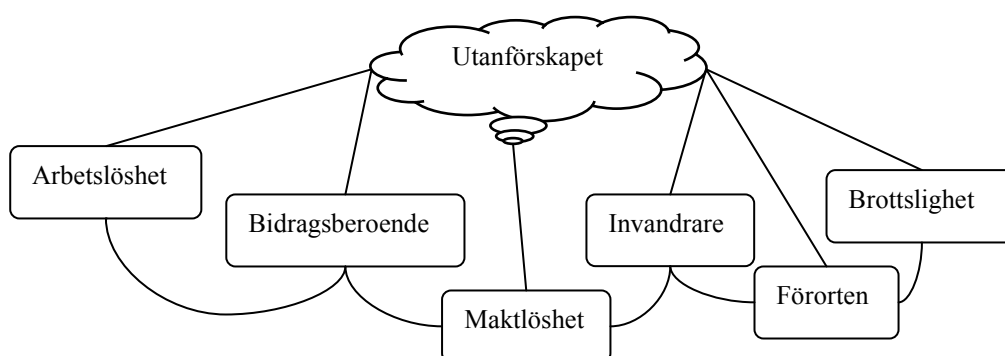 Utanförskapet
Arbetslöshet
Bidragsberoende
Maktlöshet
Invandrare
Förorten
Brottslighet